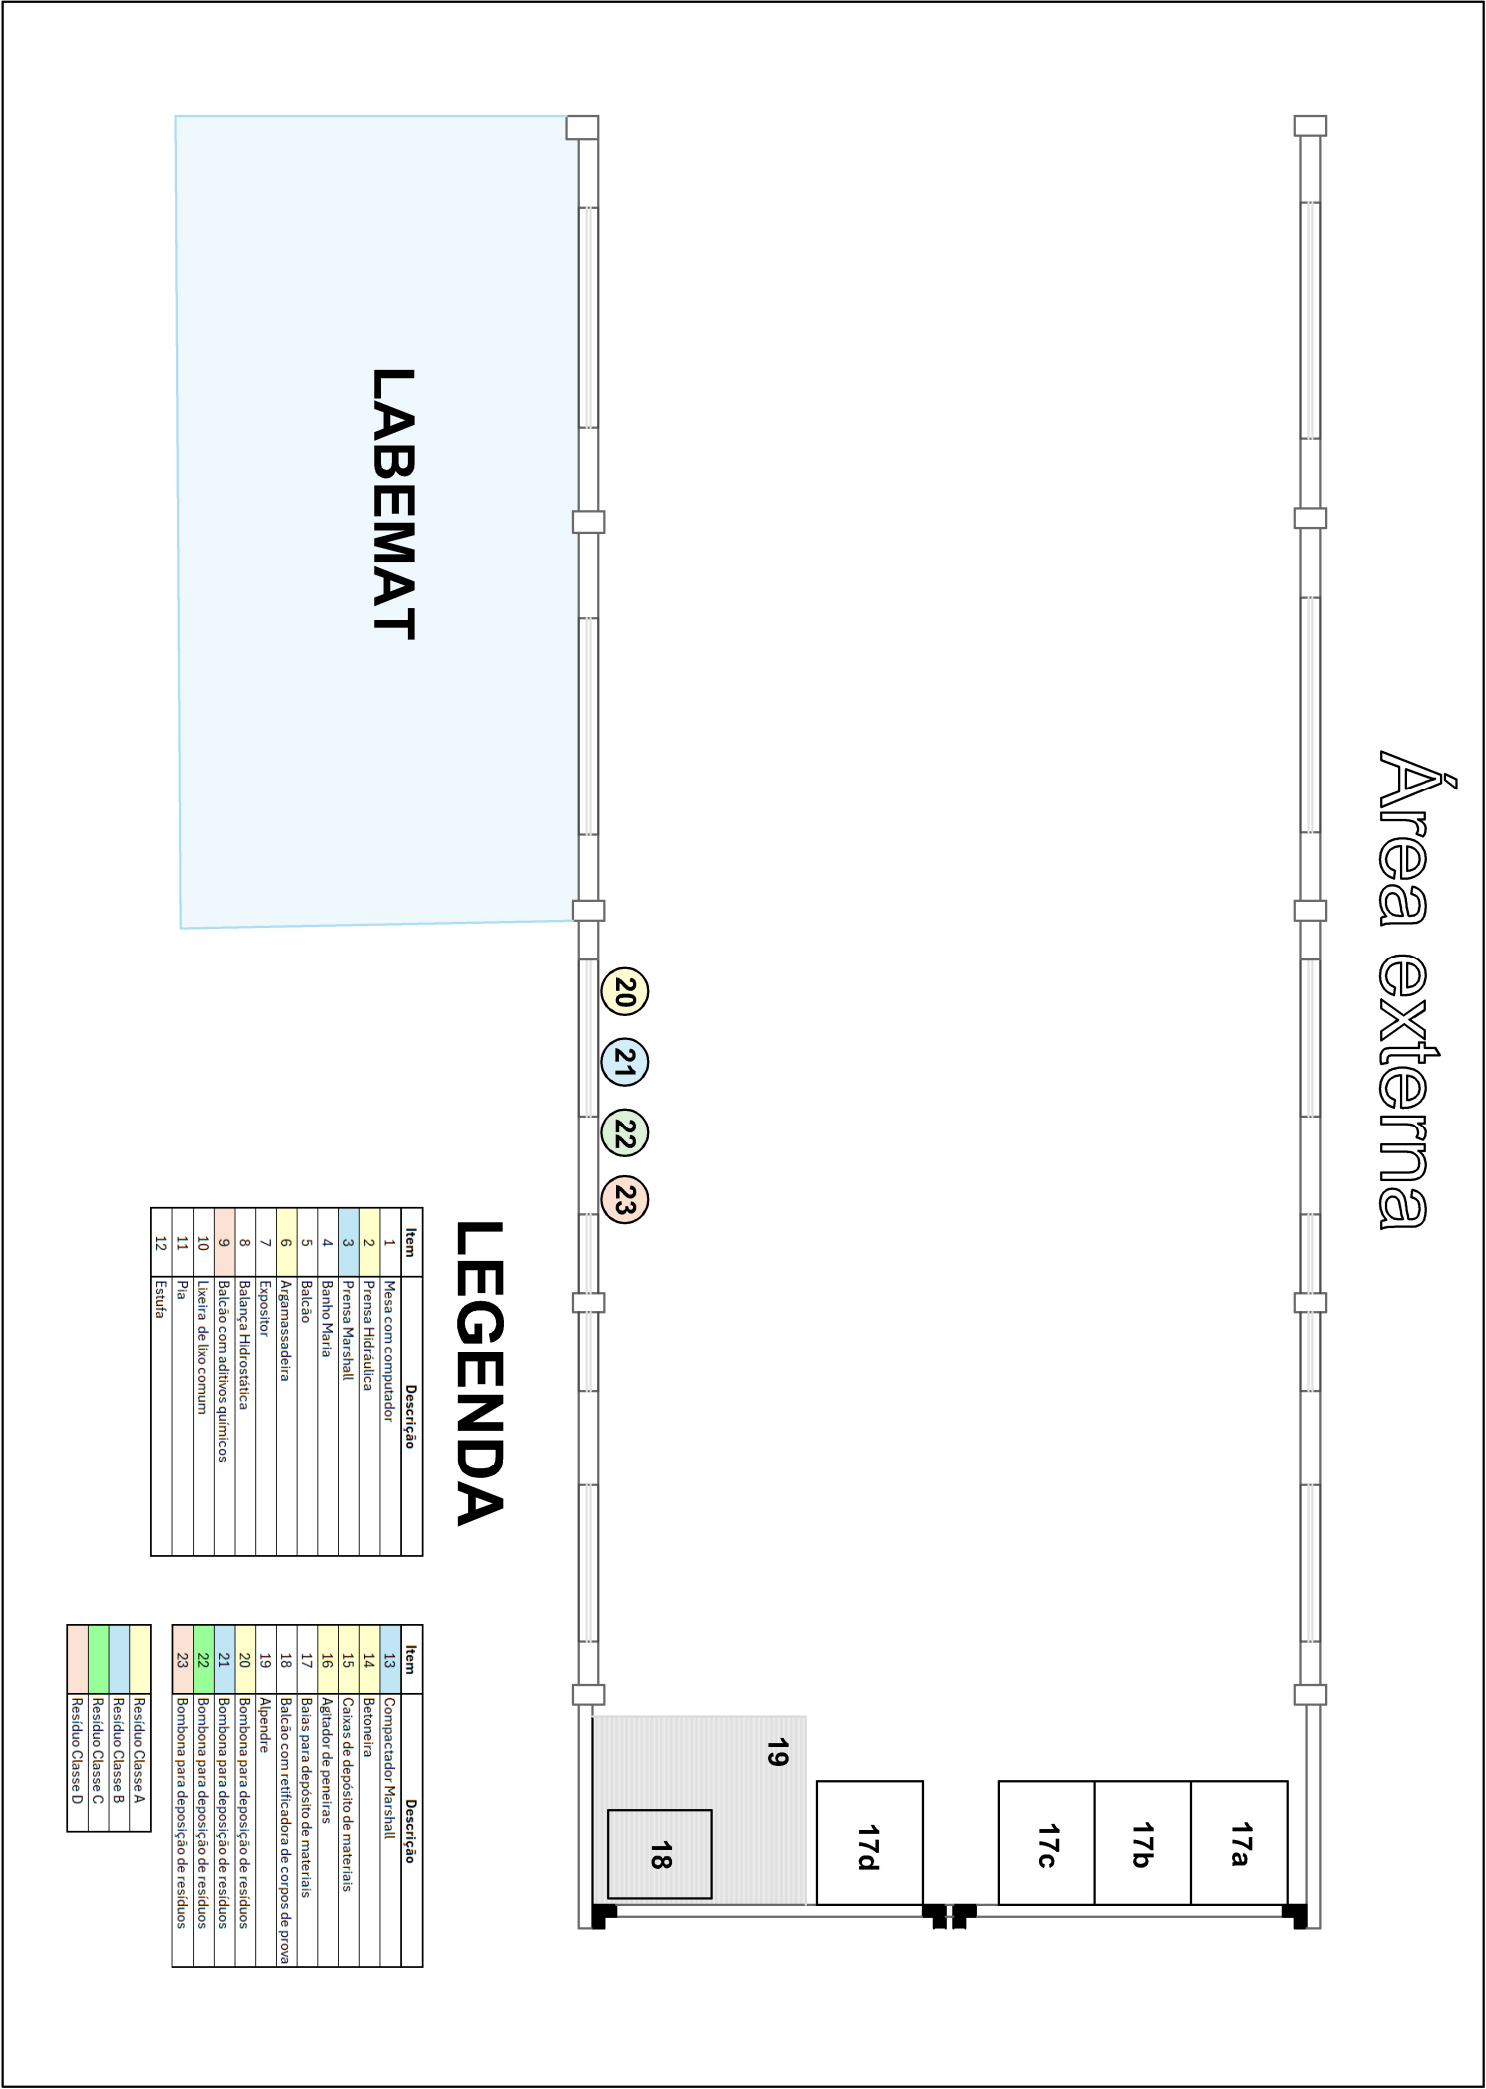 Área externa
17a
17b
17c
17d
19
18
20
21
22
23
LABEMAT
LEGENDA
Item Descrição
1 Mesa com computador
2 Prensa Hidráulica
3 Prensa Marshall
4 Banho Maria
5 Balcão
6 Argamassadeira
7 Expositor
8 Balança Hidrostática
9 Balcão com aditivos químicos
10 Lixeira de lixo comum
11 Pia
12 Estufa
Item Descrição
13 Compactador Marshall
14 Betoneira
15 Caixas de depósito de materiais
16 Agitador de peneiras
17 Baias para depósito de materiais
18 Balcão com retificadora de corpos de prova
19 Alpendre
20 Bombona para deposição de resíduos
21 Bombona para deposição de resíduos
22 Bombona para deposição de resíduos
23 Bombona para deposição de resíduos
Resíduo Classe A
Resíduo Classe B
Resíduo Classe C
Resíduo Classe D